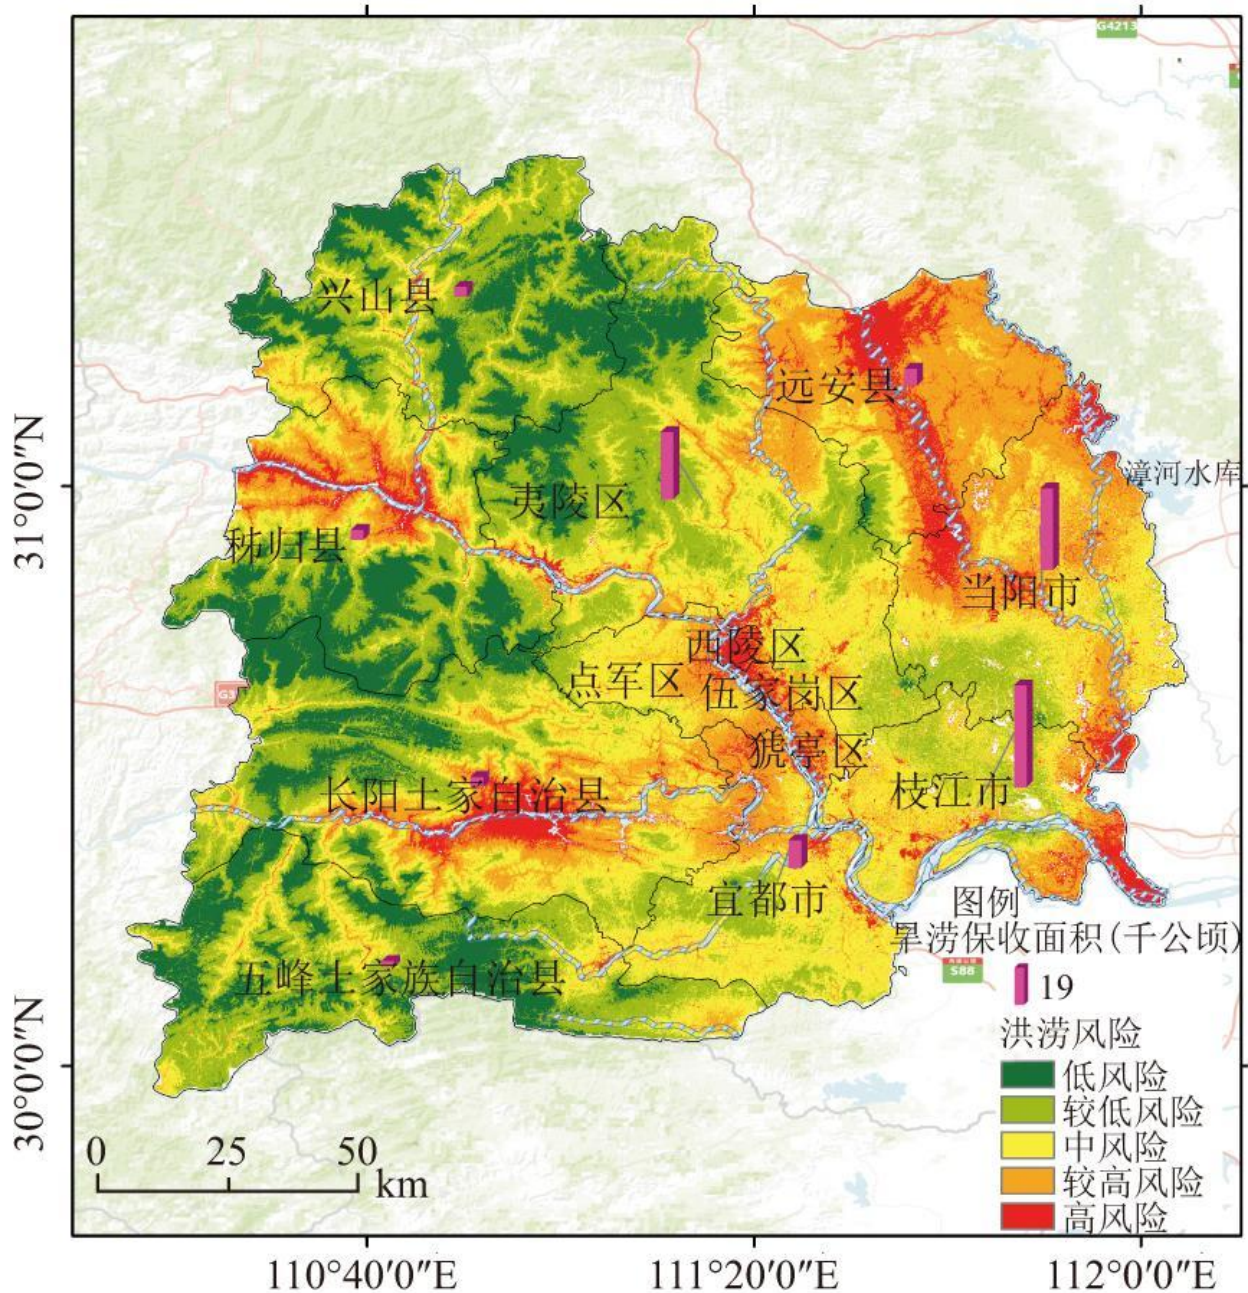 G4213
兴山县
远安县
漳河水库
夷陵区
秭归县
当阳市
西陵区
点军区
伍家岗区
G3
猇亭区
长阳土家自治县
枝江市
宜都市
五峰土家族自治县
图例
旱涝保收面积(千公顷)
S88
19
洪涝风险
低风险
较低风险
中风险
较高风险
高风险
0 25 50
km
31°0′0″N
30°0′0″N
110°40′0″E 111°20′0″E 112°0′0″E